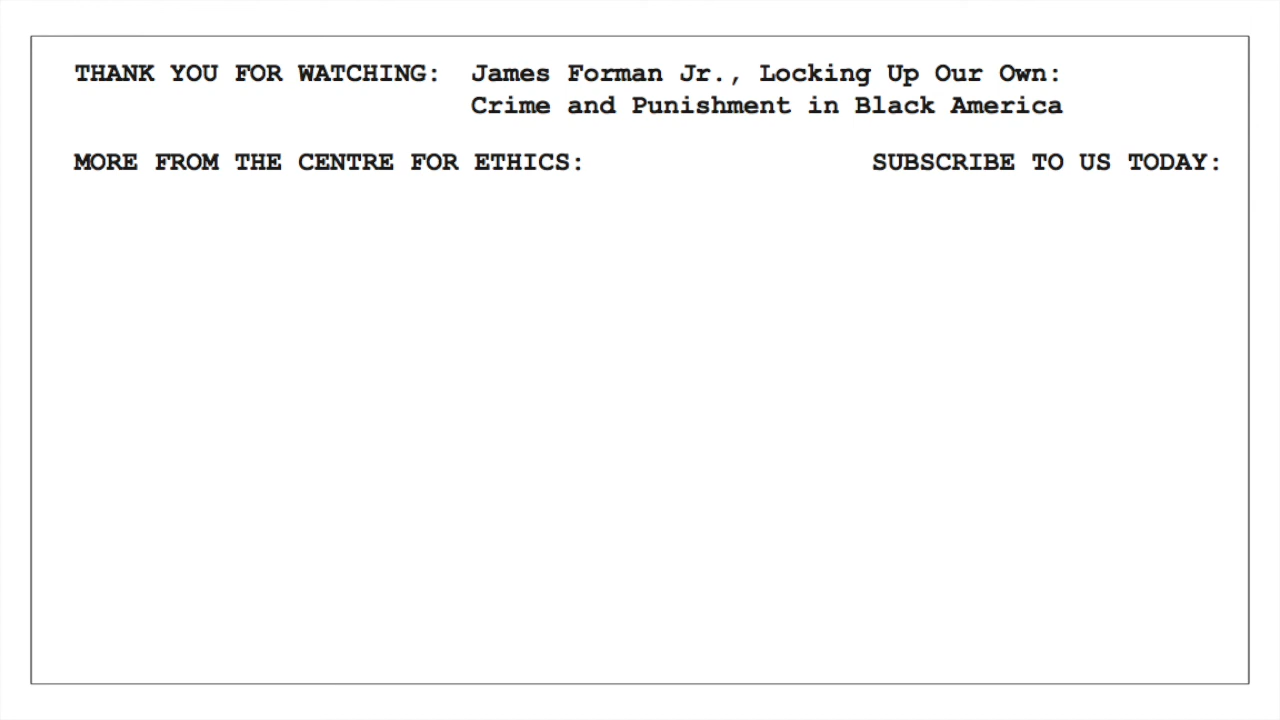 THANK YOU FOR WATCHING: James Forman Jr., Locking Up Our Own:
Crime and Punishment in Black America
MORE FROM THE CENTRE FOR ETHICS: SUBSCRIBE TO US TODAY: